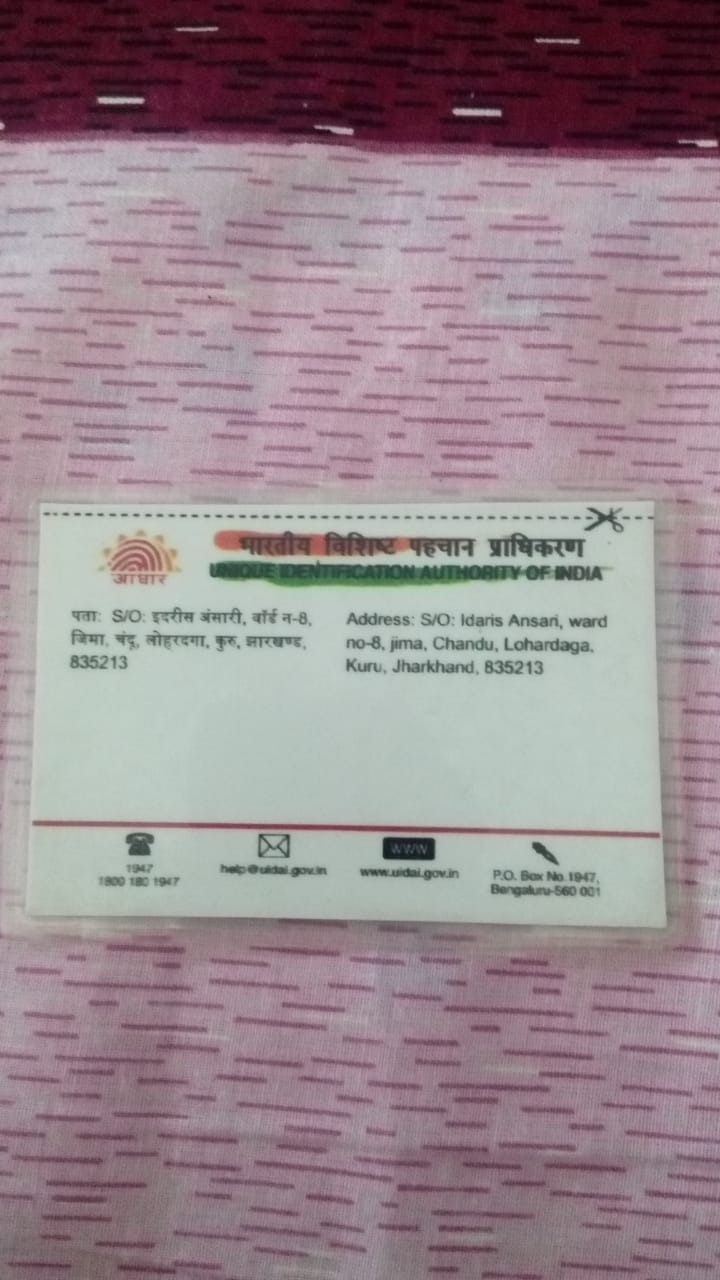 भारतीय विशिष्ट पहचान प्राधिकरण
UNIQUE IDENTIFICATION AUTHORITY OF INDIA
आधार
पता: S/O: इदरीस अंसारी, वॉर्ड न-8,
जिमा, चंदू, लोहरदगा, कुरु, झारखण्ड,
835213
Address: S/O: Idaris Ansari, ward
no-8, jima, Chandu, Lohardaga,
Kuru, Jharkhand, 835213
1947
1800 180 1947
help@uidai.gov.in
WWW
www.uidai.gov.in
P.O. Box No.1947,
Bengaluru-560 001